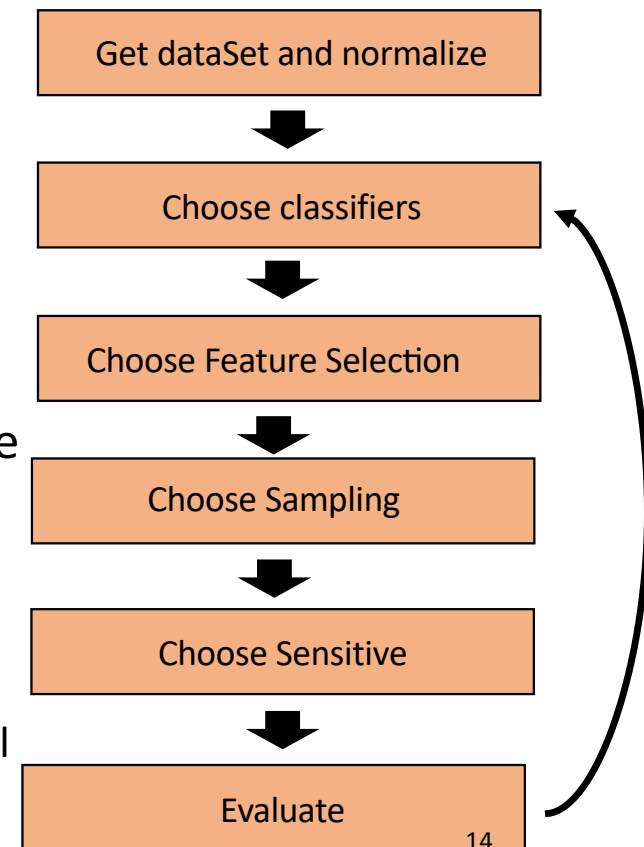 Get dataSet and normalize
Choose classifiers
Choose Feature Selection
e
Choose Sampling
Choose Sensitive
l
Evaluate
14